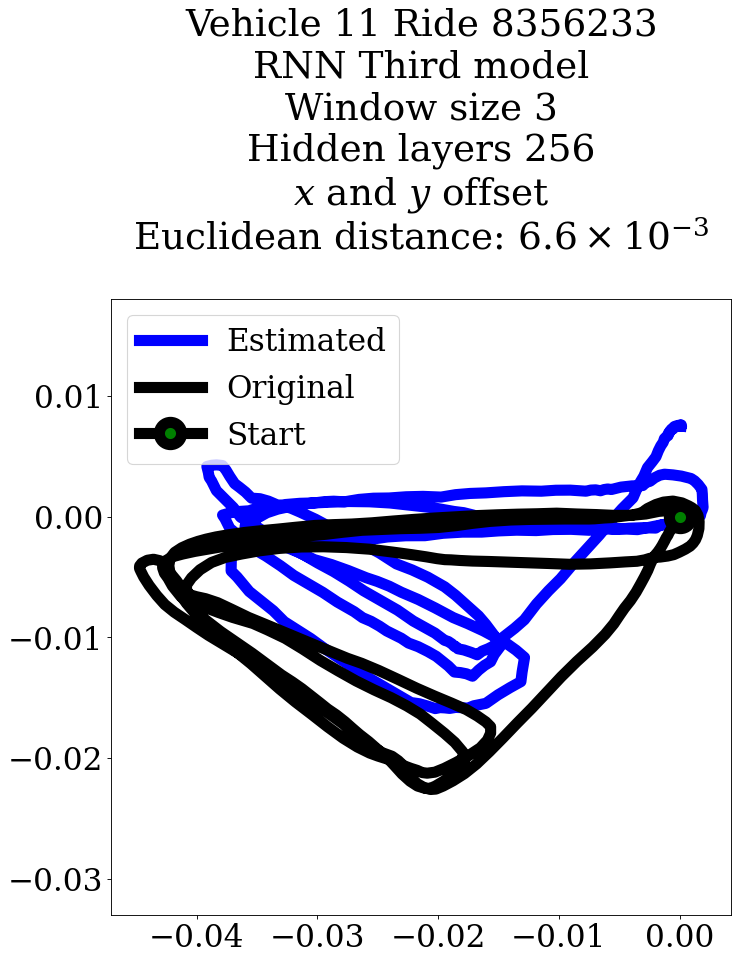 Vehicle 11 Ride 8356233
RNN Third model
Window size 3
Hidden layers 256
x and y offset
Euclidean distance: 6.6 × 10⁻³
Estimated
Original
Start
0.01
0.00
−0.01
−0.02
−0.03
−0.04 −0.03 −0.02 −0.01 0.00